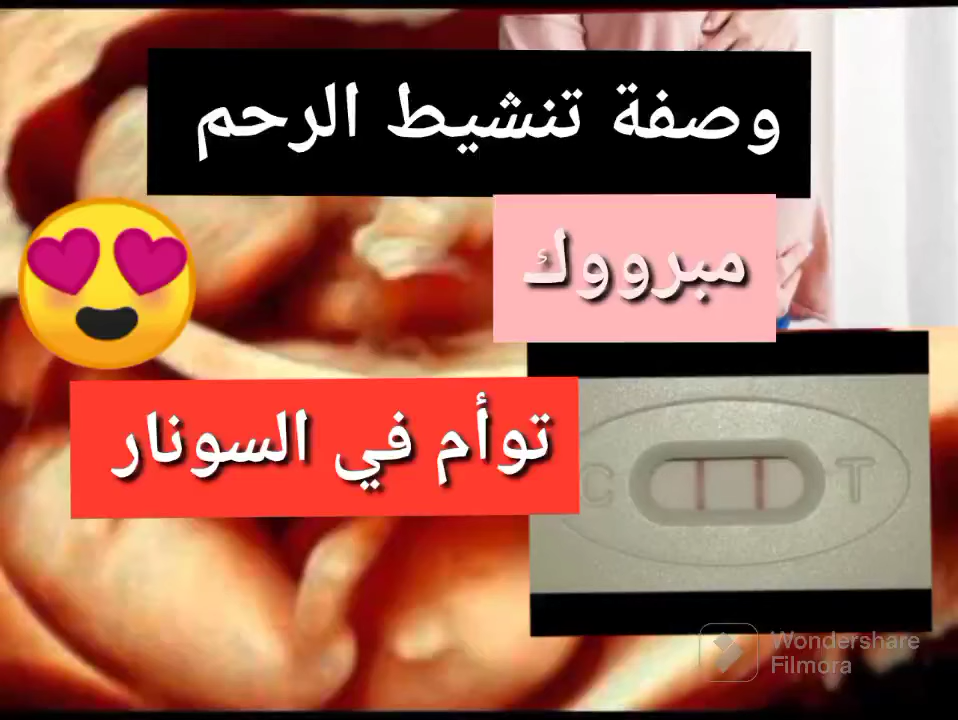 وصفة تنشيط الرحم
مبرووك
توأم في السونار
C T
Wondershare
Filmora